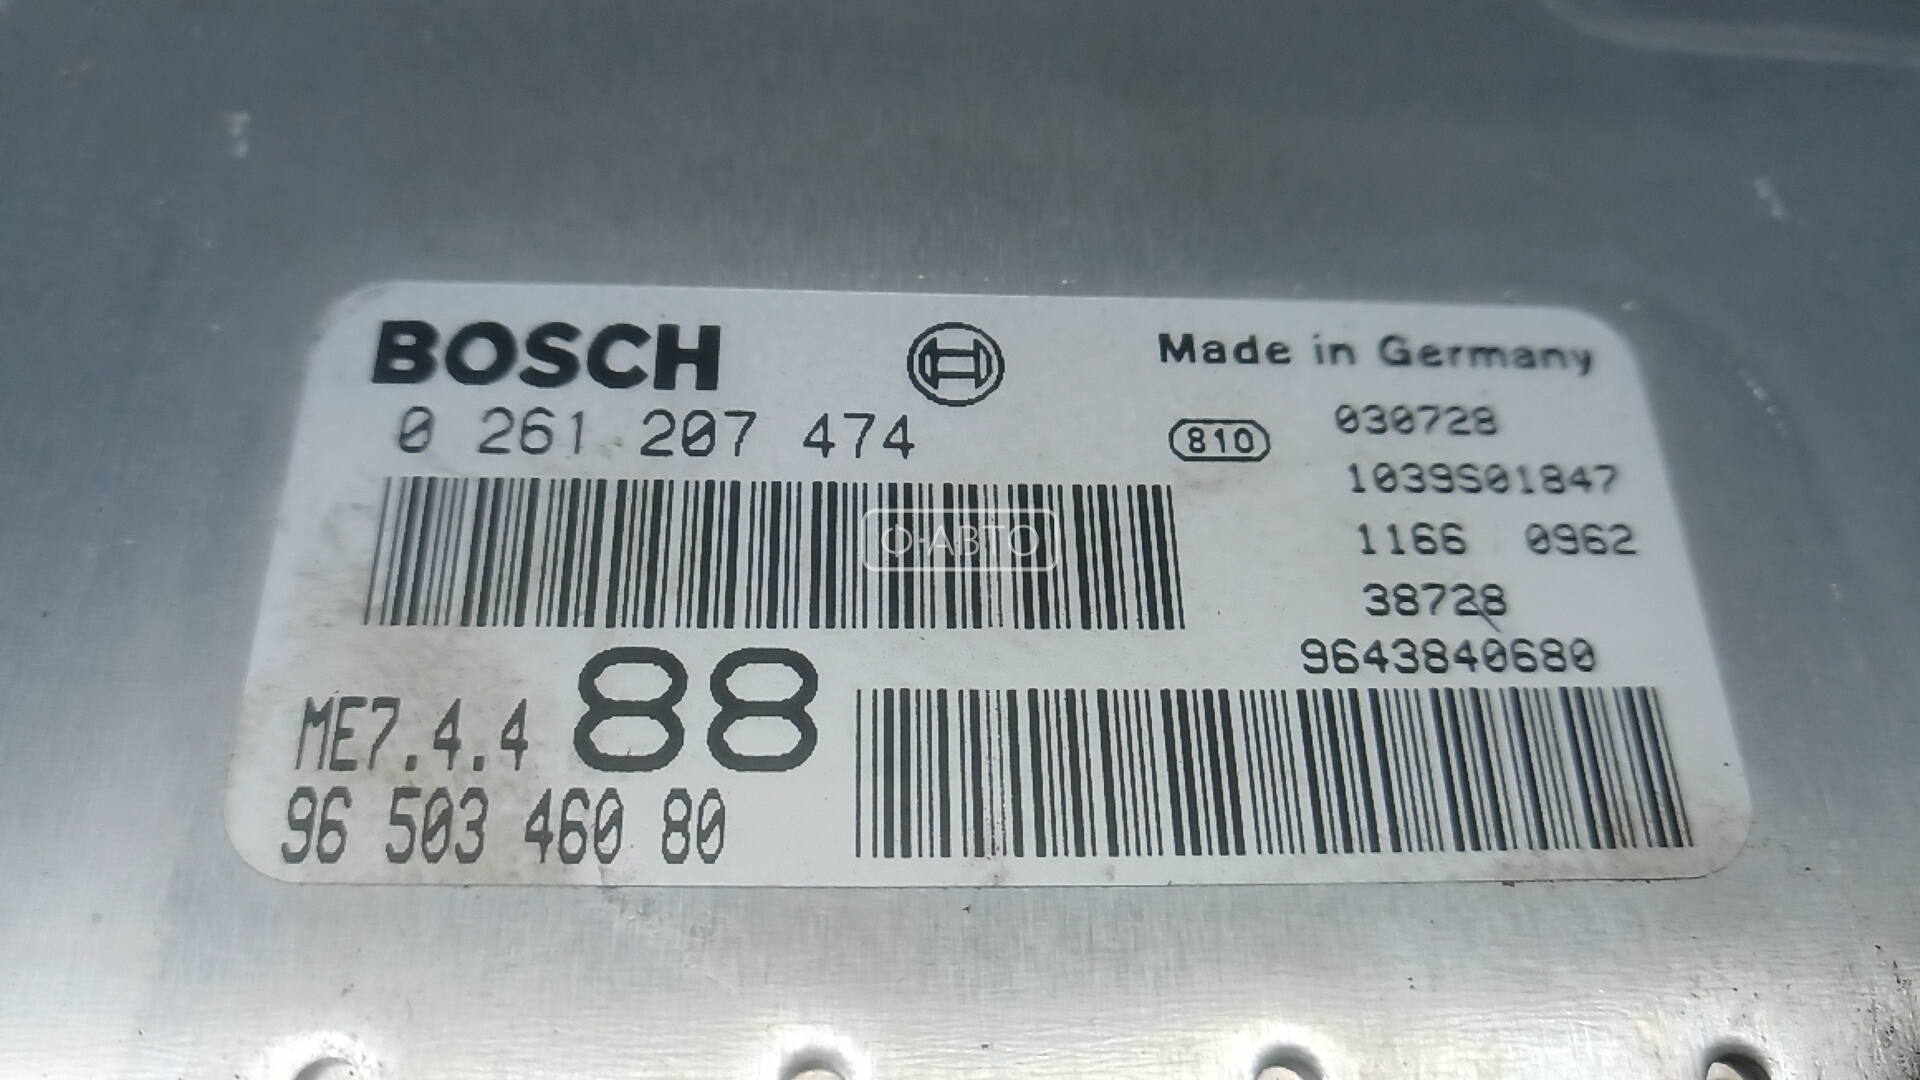 BOSCH
Made in Germany
0 261 207 474
810
030728
1039S01847
Ф-АВТО
1166 0962
38728
9643840680
ME7.4.4 88
96 503 460 80